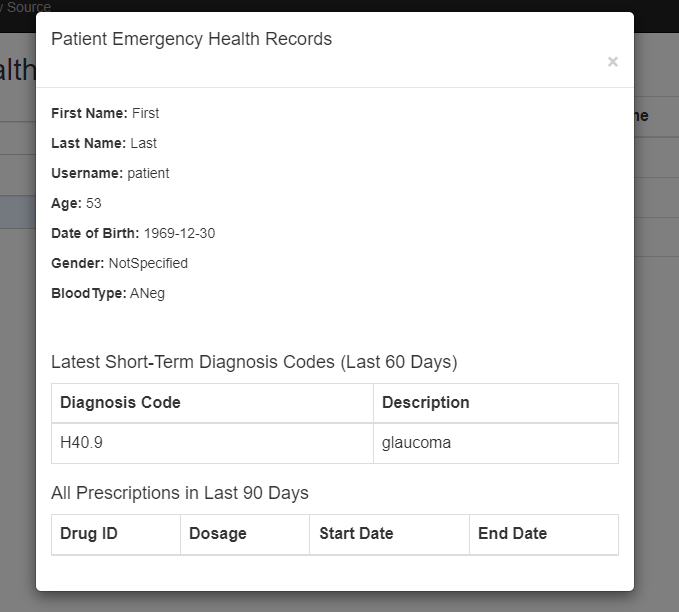 y Source
Patient Emergency Health Records
×
alth
First Name: First
ne
Last Name: Last
Username: patient
Age: 53
Date of Birth: 1969-12-30
Gender: NotSpecified
BloodType: ANeg
Latest Short-Term Diagnosis Codes (Last 60 Days)
Diagnosis Code Description
H40.9 glaucoma
All Prescriptions in Last 90 Days
Drug ID Dosage Start Date End Date